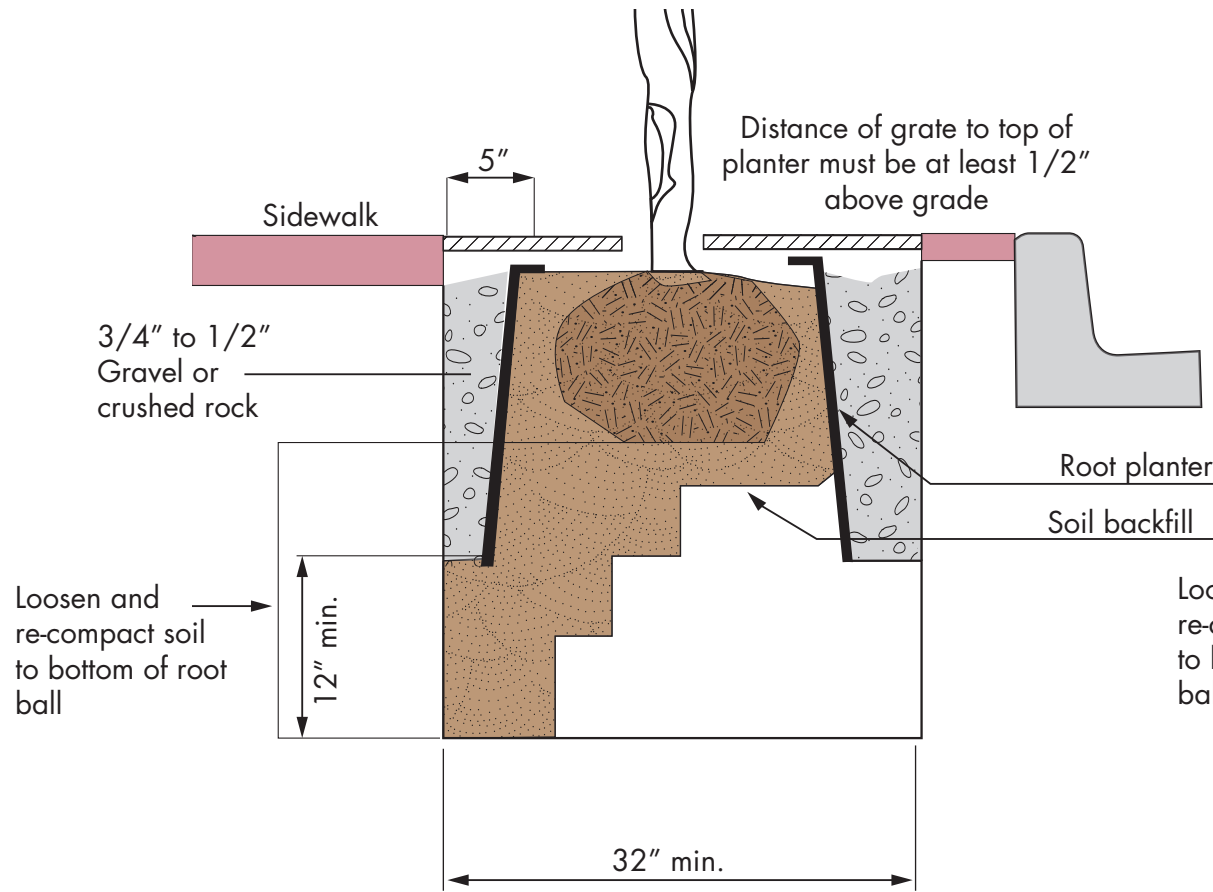 Distance of grate to top of
planter must be at least 1/2”
above grade
5”
Sidewalk
3/4” to 1/2”
Gravel or
crushed rock
Root planter
Soil backfill
Loosen and
re-compact soil
to bottom of root
ball
12” min.
32” min.